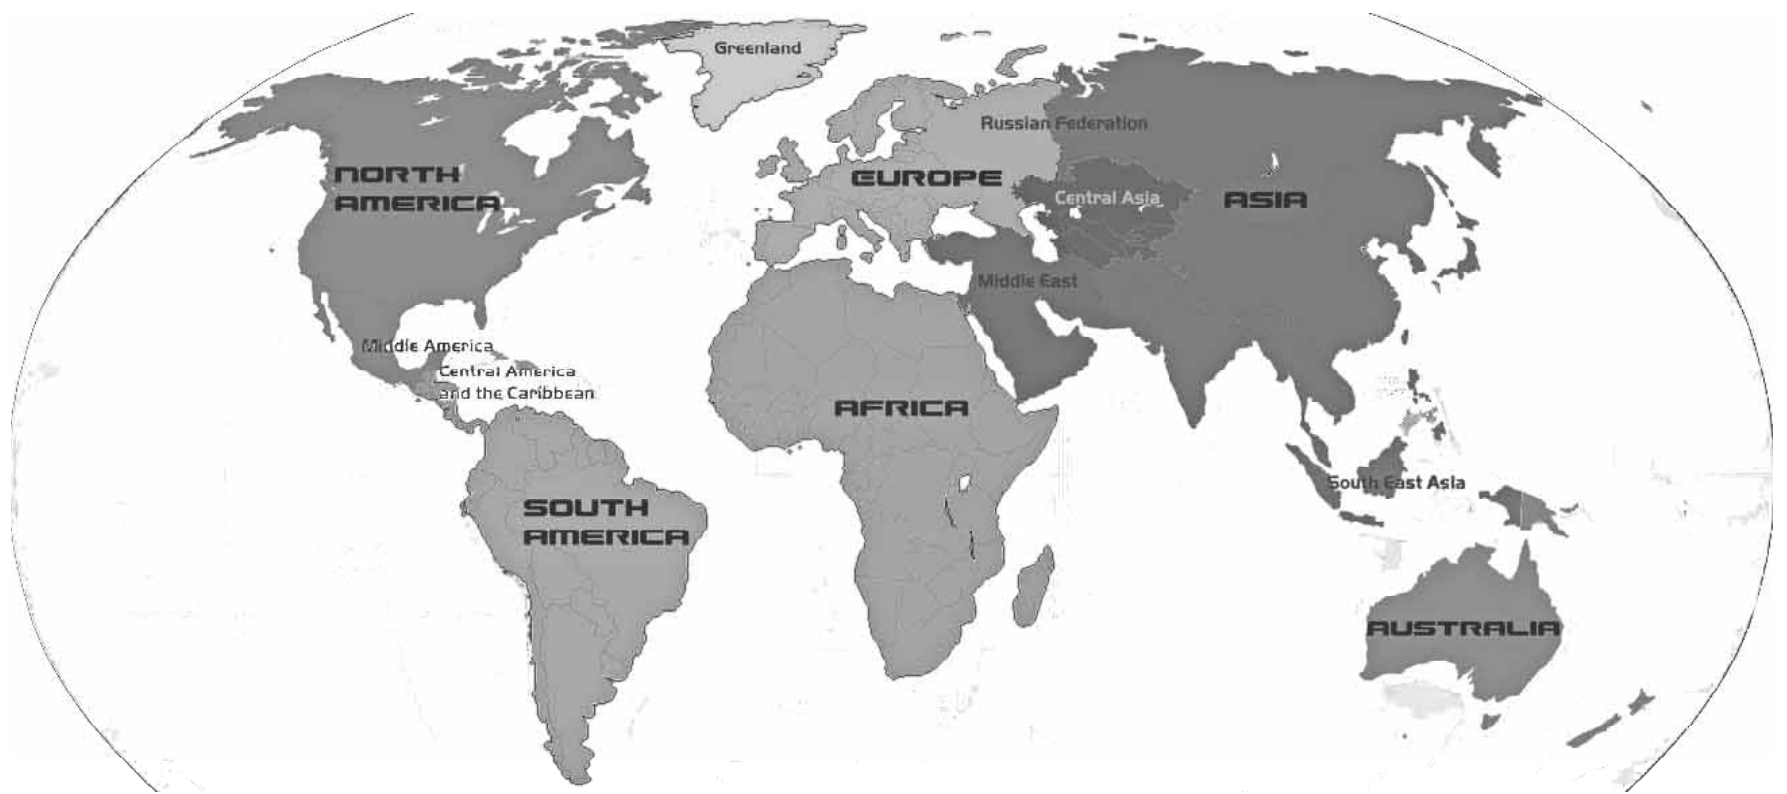 Greenland
Russian Federation
NORTH
AMERICA
EUROPE
Central Asia
ASIA
Middle East
Middle America
Central America
and the Caribbean
AFRICA
South East Asia
SOUTH
AMERICA
AUSTRALIA